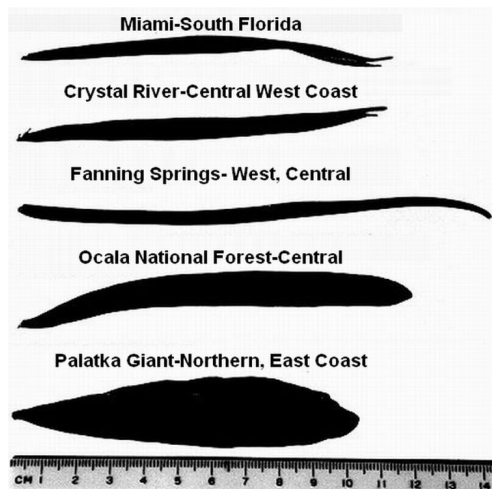 Miami-South Florida
Crystal River-Central West Coast
Fanning Springs- West, Central
Ocala National Forest-Central
Palatka Giant-Northern, East Coast
CM 1 2 3 4 5 6 7 8 9 10 11 12 13 14